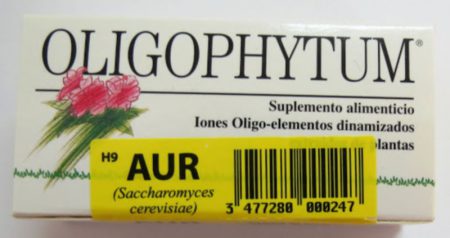 OLIGOPHYTUM®
Suplemento alimenticio
Iones Oligo-elementos dinamizados
plantas
H9 AUR
(Saccharomyces
cerevisiae)
3 477280 000247